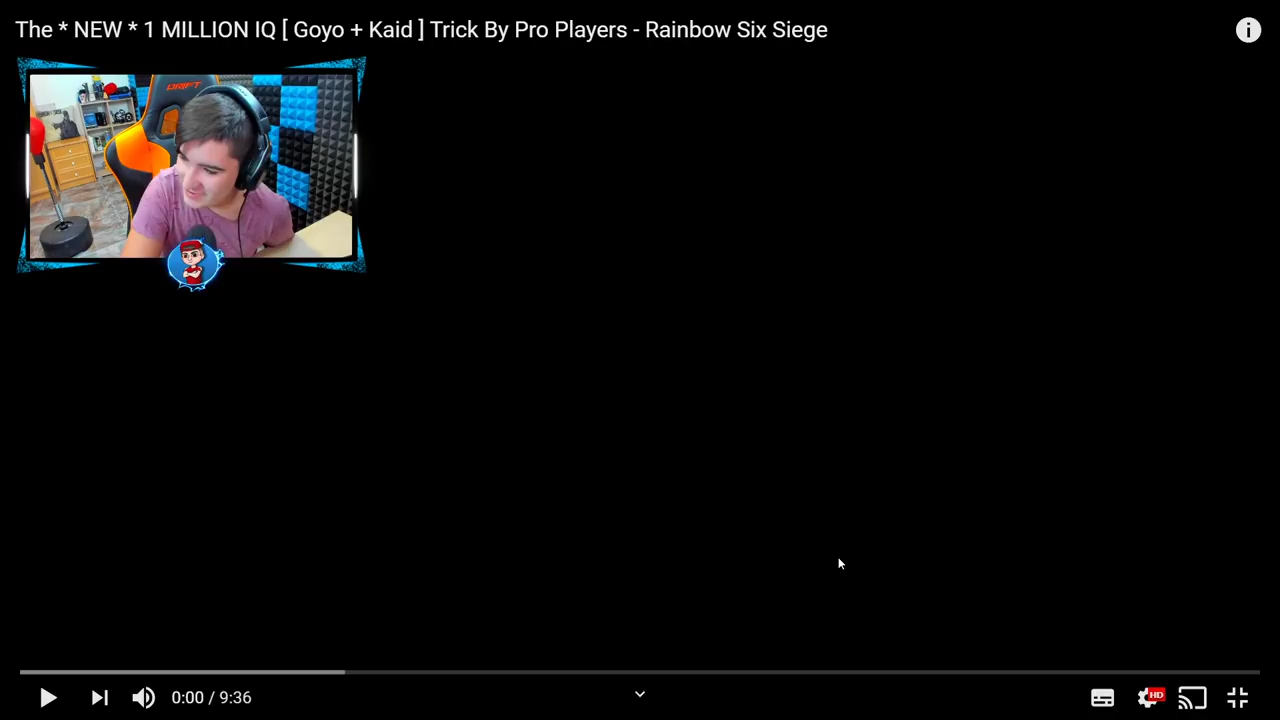 The * NEW * 1 MILLION IQ [ Goyo + Kaid ] Trick By Pro Players - Rainbow Six Siege
DRIFT
0:00 / 9:36
HD